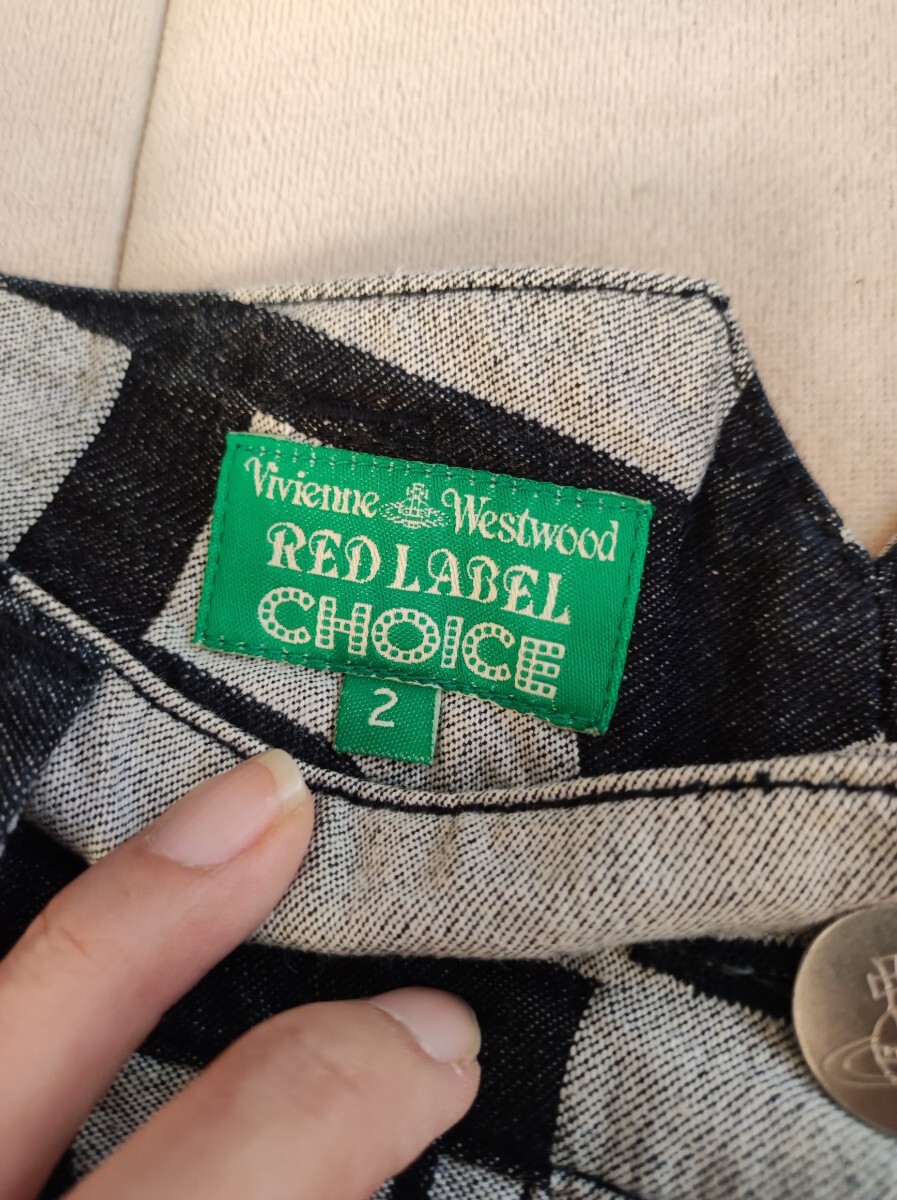 Vivienne Westwood
RED LABEL
CHOICE
2